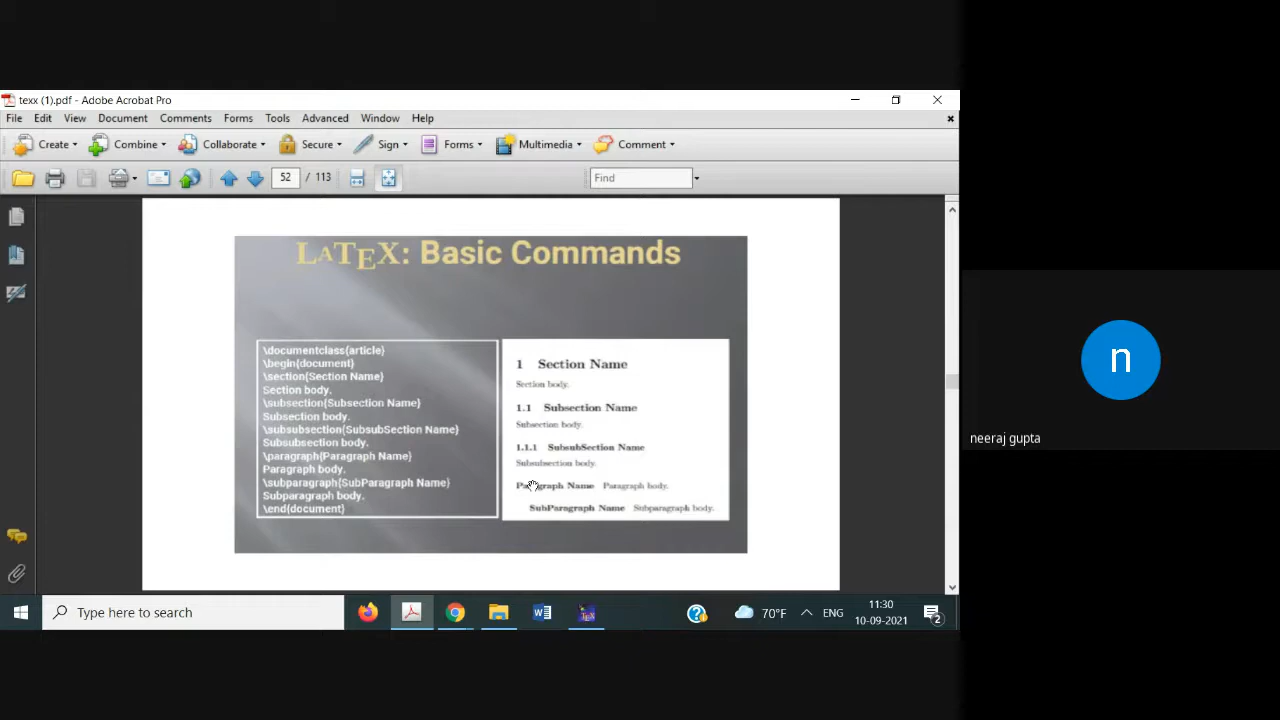 texx (1).pdf - Adobe Acrobat Pro
File Edit View Document Comments Forms Tools Advanced Window Help
Create Combine Collaborate Secure Sign Forms Multimedia Comment
52 / 113 Find
LATEX: Basic Commands
\documentclass{article}
\begin{document}
\section{Section Name}
Section body.
\subsection{Subsection Name}
Subsection body.
\subsubsection{SubsubSection Name}
Subsubsection body.
\paragraph{Paragraph Name}
Paragraph body.
\subparagraph{SubParagraph Name}
Subparagraph body.
\end{document}
1 Section Name
Section body.
1.1 Subsection Name
Subsection body.
1.1.1 SubsubSection Name
Subsubsection body.
Paragraph Name Paragraph body.
SubParagraph Name Subparagraph body.
n
neeraj gupta
Type here to search
70°F ENG
11:30
10-09-2021
2